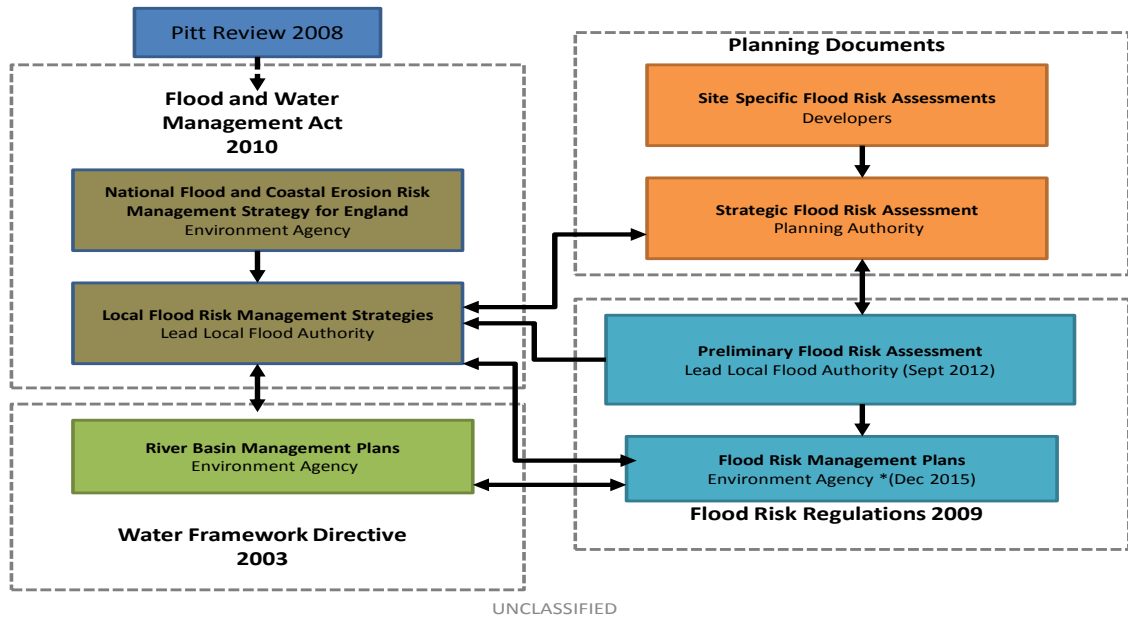 Pitt Review 2008
Flood and Water
Management Act
2010
National Flood and Coastal Erosion Risk
Management Strategy for England
Environment Agency
Local Flood Risk Management Strategies
Lead Local Flood Authority
River Basin Management Plans
Environment Agency
Water Framework Directive
2003
Planning Documents
Site Specific Flood Risk Assessments
Developers
Strategic Flood Risk Assessment
Planning Authority
Preliminary Flood Risk Assessment
Lead Local Flood Authority (Sept 2012)
Flood Risk Management Plans
Environment Agency *(Dec 2015)
Flood Risk Regulations 2009
UNCLASSIFIED